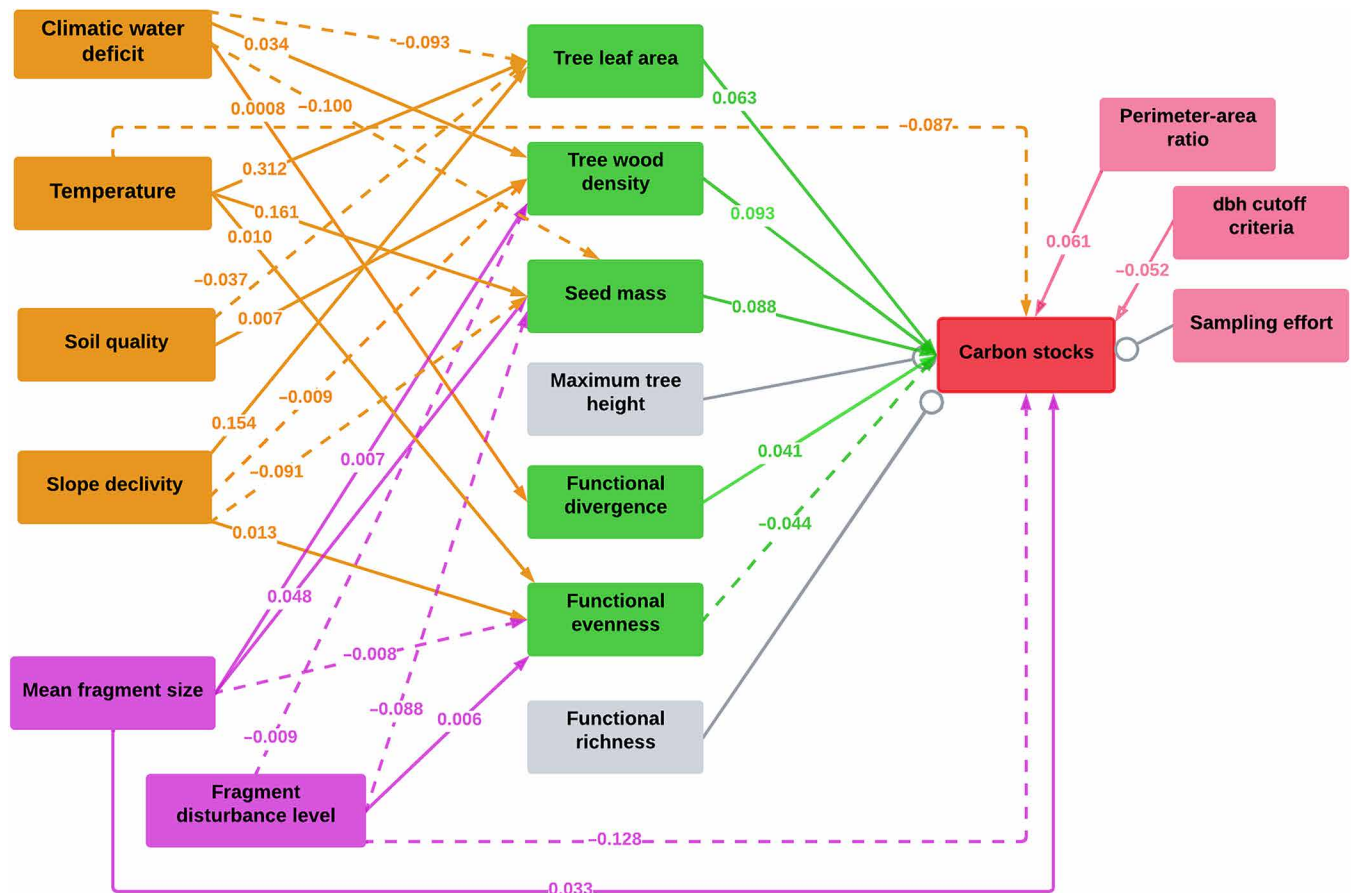 Climatic water
deficit
Temperature
Soil quality
Slope declivity
Mean fragment size
Fragment
disturbance level
–0.093
0.034
0.0008
–0.100
0.312
0.161
0.010
–0.037
0.007
–0.009
0.154
–0.091
0.007
0.013
0.048
–0.008
–0.088
0.006
–0.009
Tree leaf area
Tree wood
density
Seed mass
Maximum tree
height
Functional
divergence
Functional
evenness
Functional
richness
0.063
–0.087
0.093
0.088
0.041
–0.044
–0.128
0.033
Carbon stocks
Perimeter-area
ratio
dbh cutoff
criteria
Sampling effort
0.061
–0.052